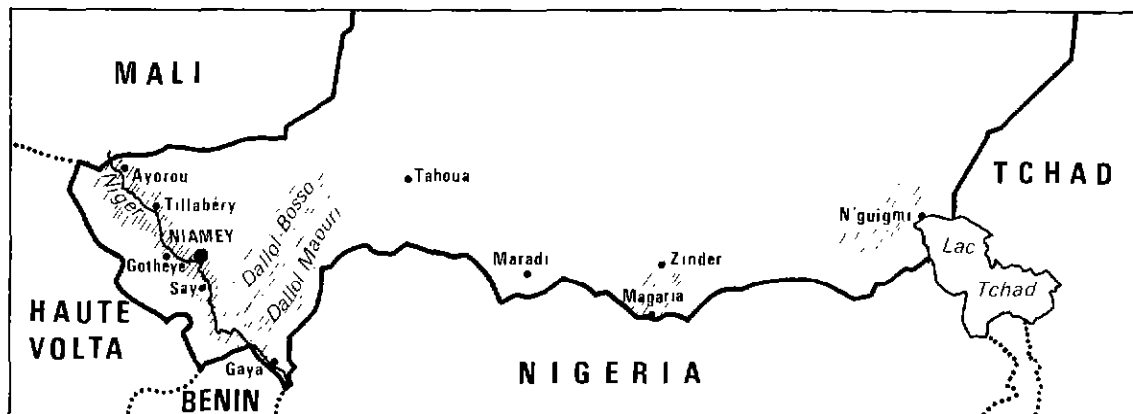 MALI
Ayorou
Niger
Tillabéry
NIAMEY
Gotheye
Say
Dallol Bosso
Dallol Maouri
Gaya
HAUTE
VOLTA
BENIN
Tahoua
Maradi
Zinder
Magaria
NIGERIA
N'guigmi
TCHAD
Lac
Tchad